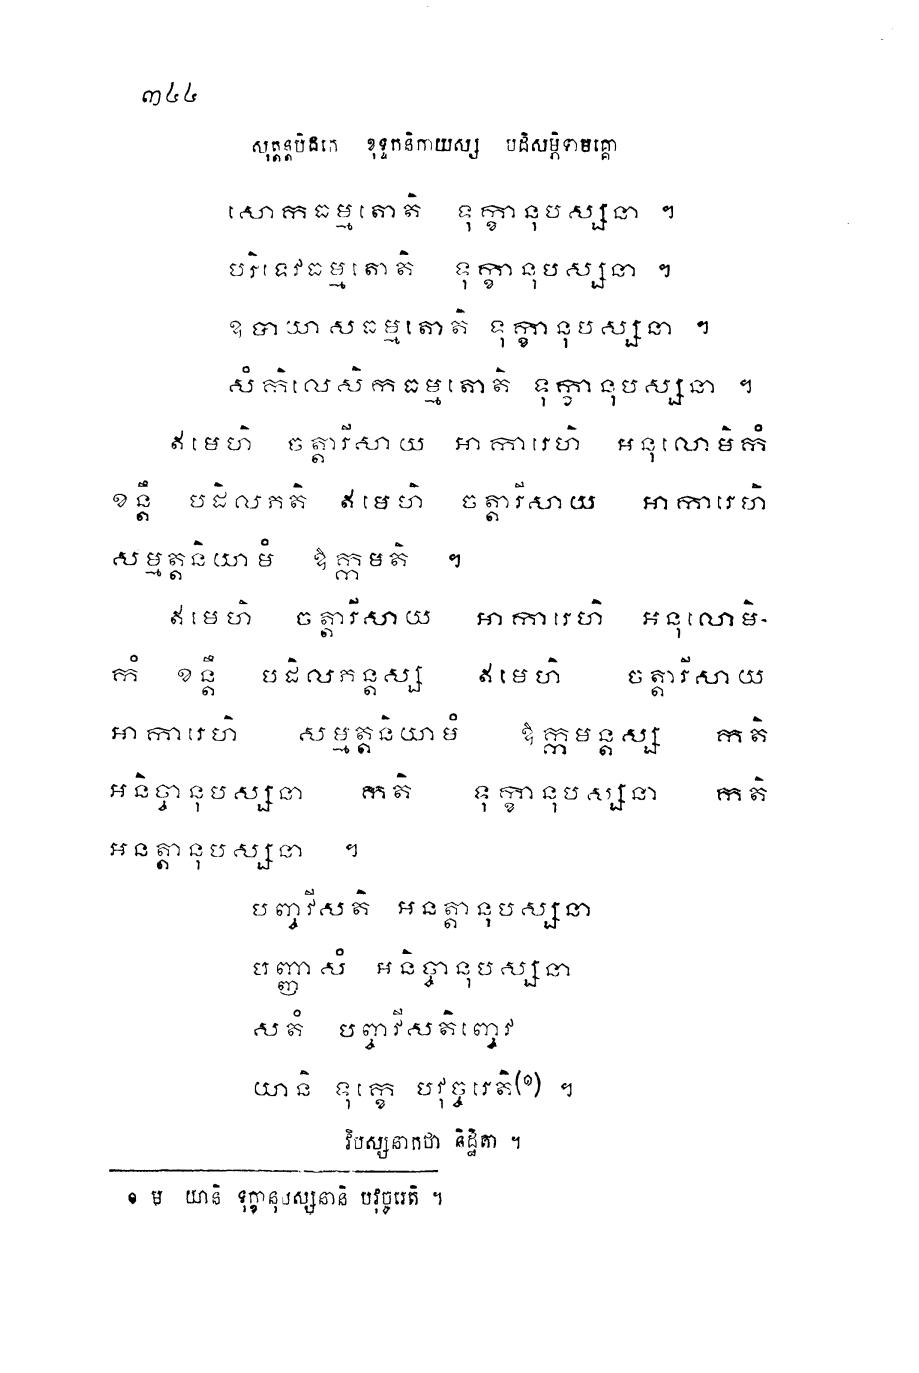 ៣៤៤
សុត្តន្តបិដកេ ខុទ្ទកនិកាយស្ស បដិសម្ភិទាមគ្គោ
សោកធម្មតោតិ ទុក្ខានុបស្សនា ។
បរិទេវធម្មតោតិ ទុក្ខានុបស្សនា ។
ឧបាយាសធម្មតោតិ ទុក្ខានុបស្សនា ។
សំកិលេសិកធម្មតោតិ ទុក្ខានុបស្សនា ។
ឥមេហិ ចត្តារីសាយ អាការេហិ អនុលោមិកំ
ខន្តឹ បដិលភតិ ឥមេហិ ចត្តារីសាយ អាការេហិ
សម្មត្តនិយាមំ ឱក្កមតិ ។
ឥមេហិ ចត្តារីសាយ អាការេហិ អនុលោមិ-
កំ ខន្តឹ បដិលភន្តស្ស ឥមេហិ ចត្តារីសាយ
អាការេហិ សម្មត្តនិយាមំ ឱក្កមន្តស្ស កតិ
អនិច្ចានុបស្សនា កតិ ទុក្ខានុបស្សនា កតិ
អនត្តានុបស្សនា ។
បញ្ចវីសតិ អនត្តានុបស្សនា
បញ្ញាសំ អនិច្ចានុបស្សនា
សតំ បញ្ចវីសតិញ្ចេវ
យានិ ទុក្ខេ បវុច្ចរេតិ(១) ។
វិបស្សនាកថា និដ្ឋិតា ។
១ ម យានិ ទុក្ខានុបស្សនានិ បវុច្ចរេតិ ។